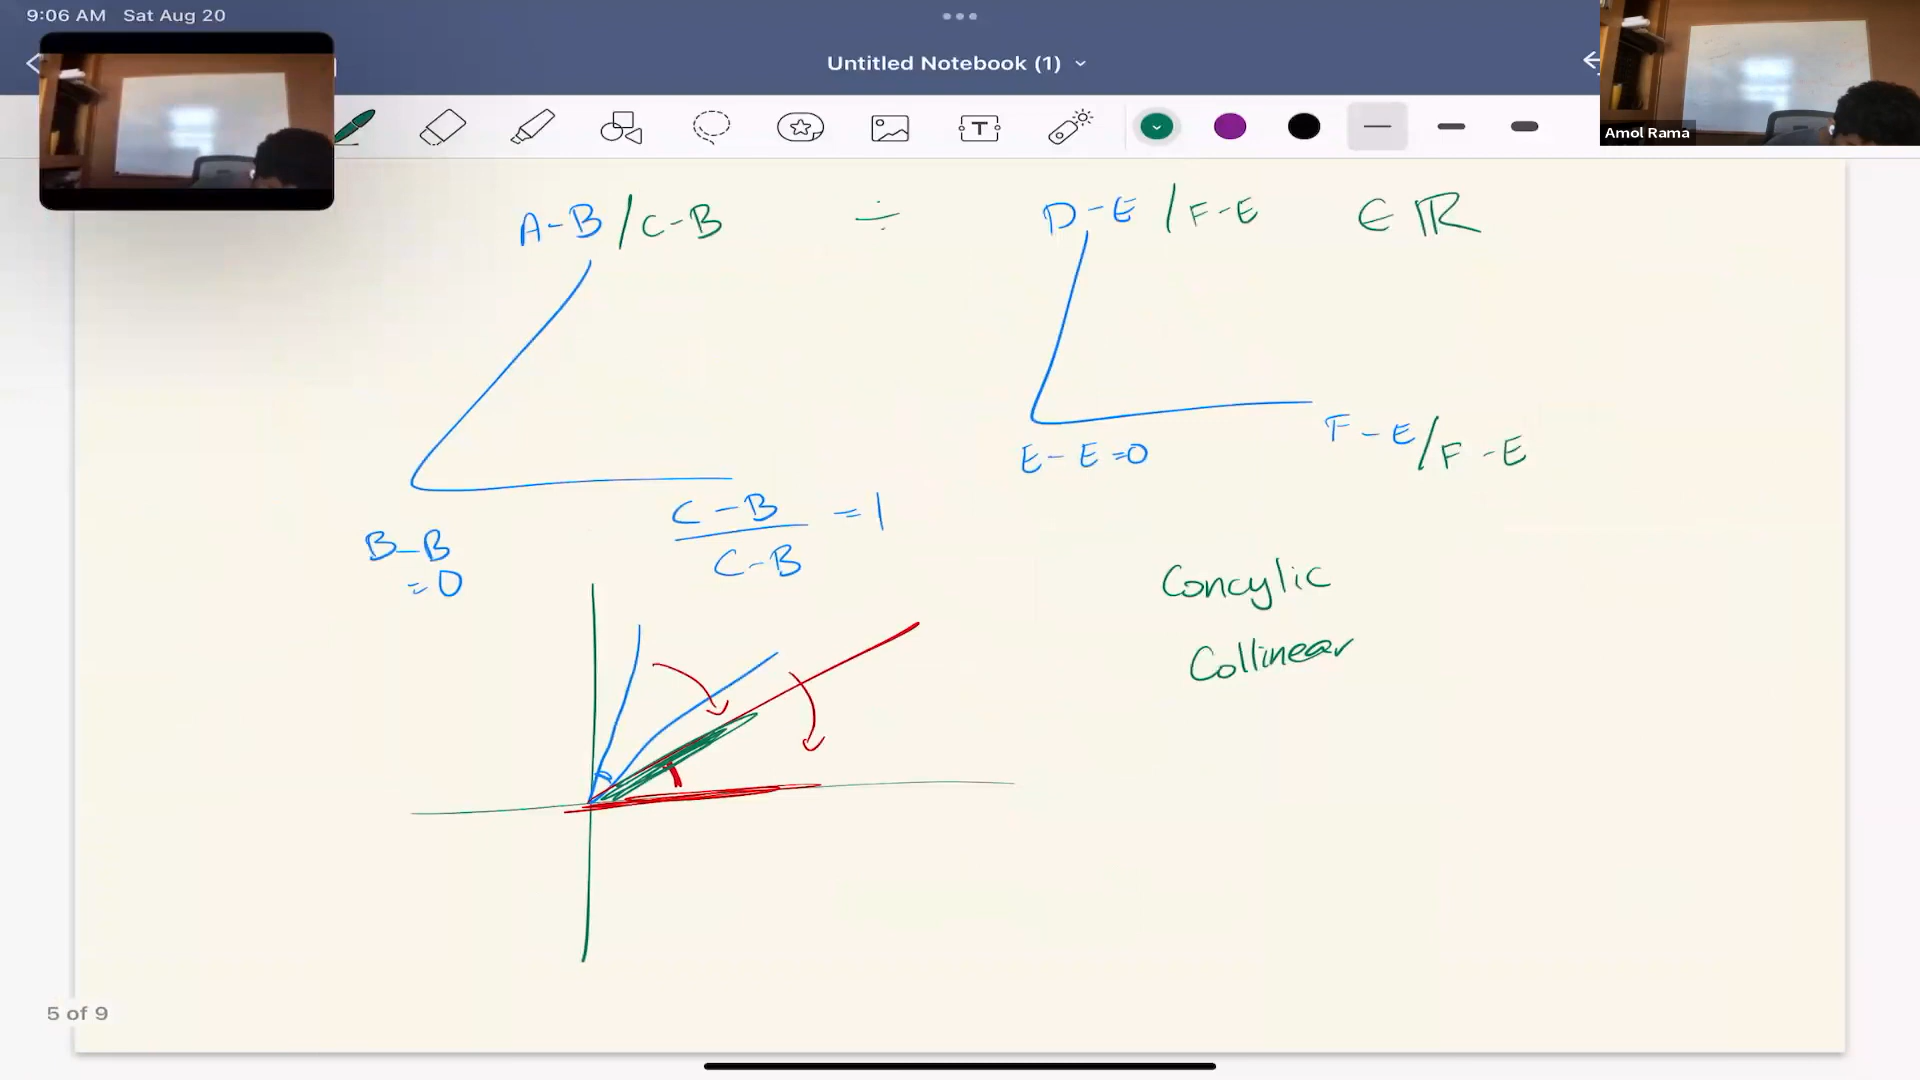 9:06 AM Sat Aug 20
Untitled Notebook (1)
T
Amol Rama
A-B/C-B ÷ D-E/F-E ∈ ℝ
F-E/F-E
E-E=0
C-B = 1
C-B
B-B
=0
Concylic
Collinear
5 of 9